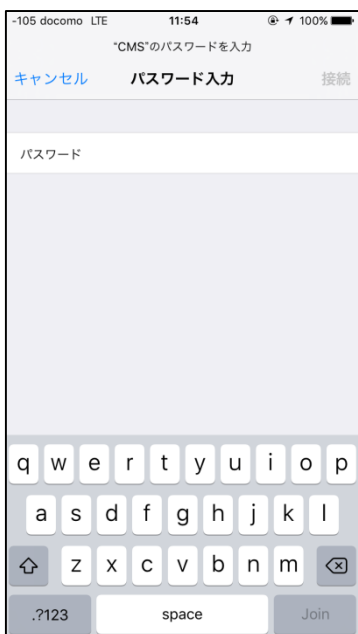 -105 docomo LTE 11:54 100%
“CMS”のパスワードを入力
キャンセル パスワード入力 接続
パスワード
q w e r t y u i o p
a s d f g h j k l
z x c v b n m
.?123 space Join